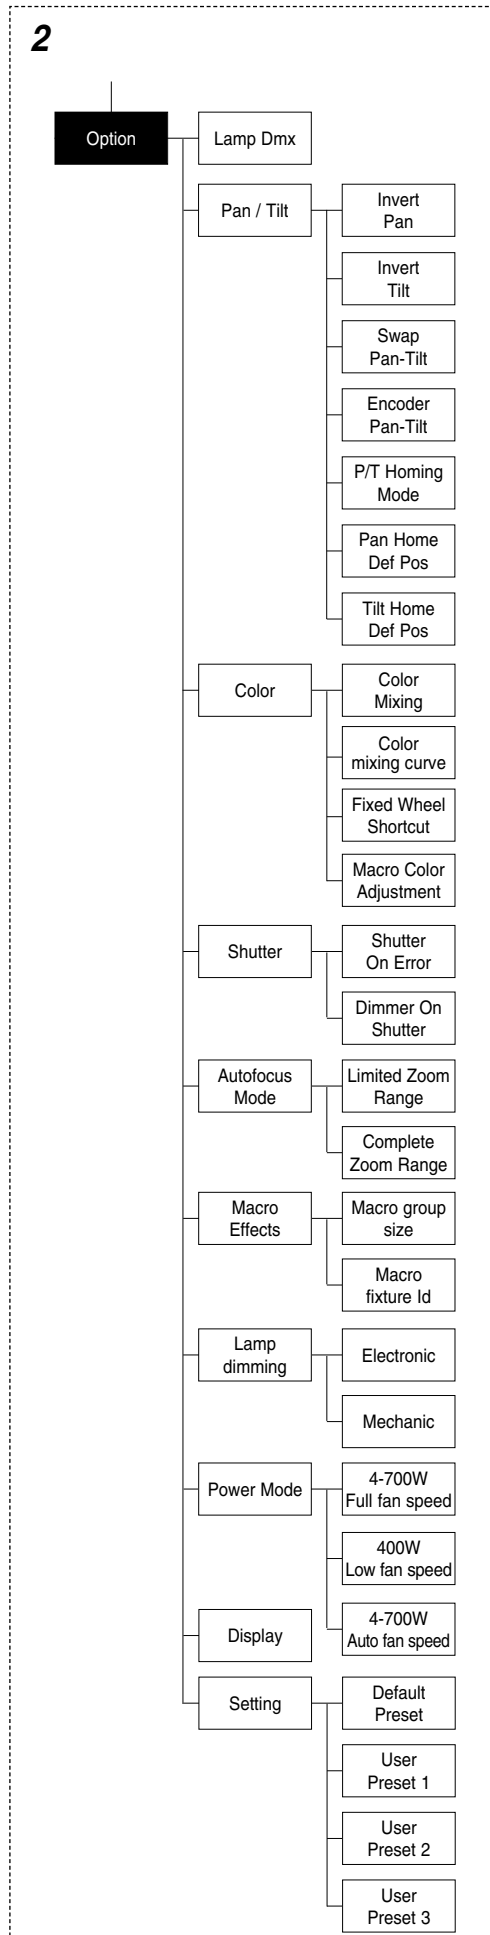 2
Option
Lamp Dmx
Pan / Tilt
Invert
Pan
Invert
Tilt
Swap
Pan-Tilt
Encoder
Pan-Tilt
P/T Homing
Mode
Pan Home
Def Pos
Tilt Home
Def Pos
Color
Color
Mixing
Color
mixing curve
Fixed Wheel
Shortcut
Macro Color
Adjustment
Shutter
Shutter
On Error
Dimmer On
Shutter
Autofocus
Mode
Limited Zoom
Range
Complete
Zoom Range
Macro
Effects
Macro group
size
Macro
fixture Id
Lamp
dimming
Electronic
Mechanic
Power Mode
4-700W
Full fan speed
400W
Low fan speed
4-700W
Auto fan speed
Display
Setting
Default
Preset
User
Preset 1
User
Preset 2
User
Preset 3